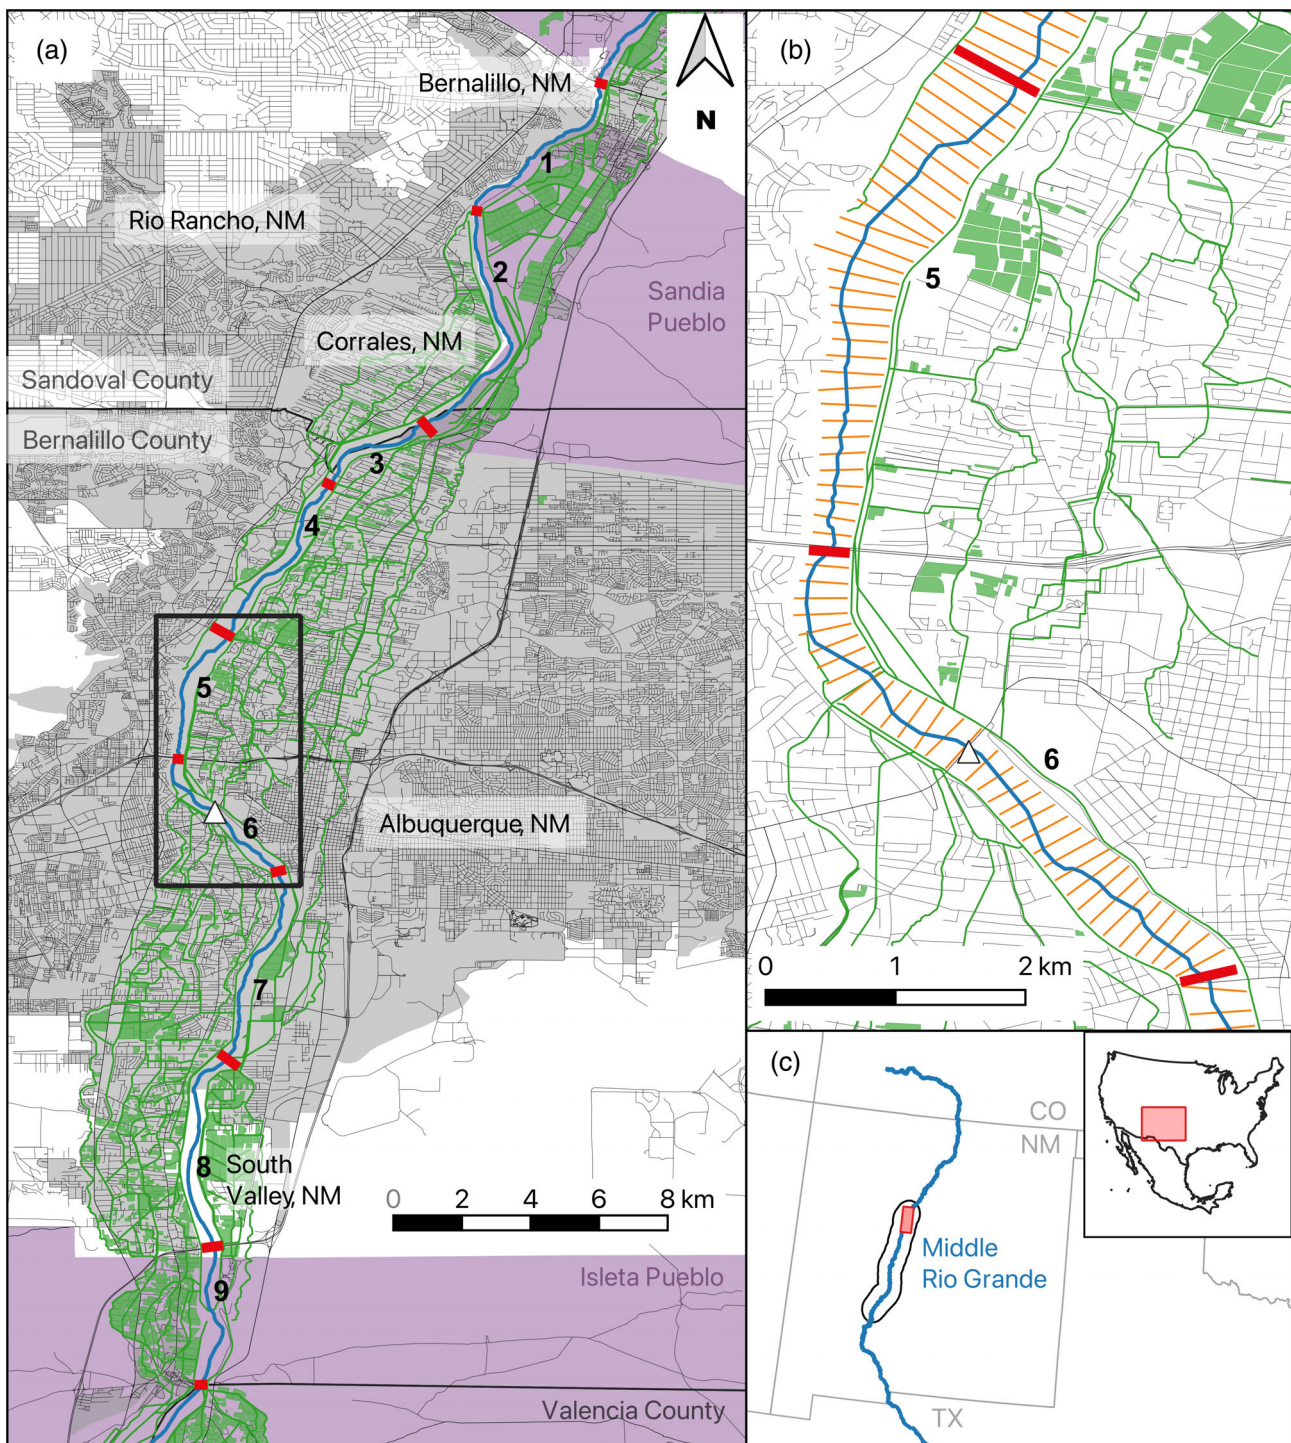 (a)
Bernalillo, NM
N
1
Rio Rancho, NM
2
Sandia
Pueblo
Corrales, NM
Sandoval County
Bernalillo County
3
4
5
6
Albuquerque, NM
7
8
South
Valley, NM
0 2 4 6 8 km
Isleta Pueblo
9
Valencia County
(b)
5
6
0 1 2 km
(c)
CO
NM
Middle
Rio Grande
TX